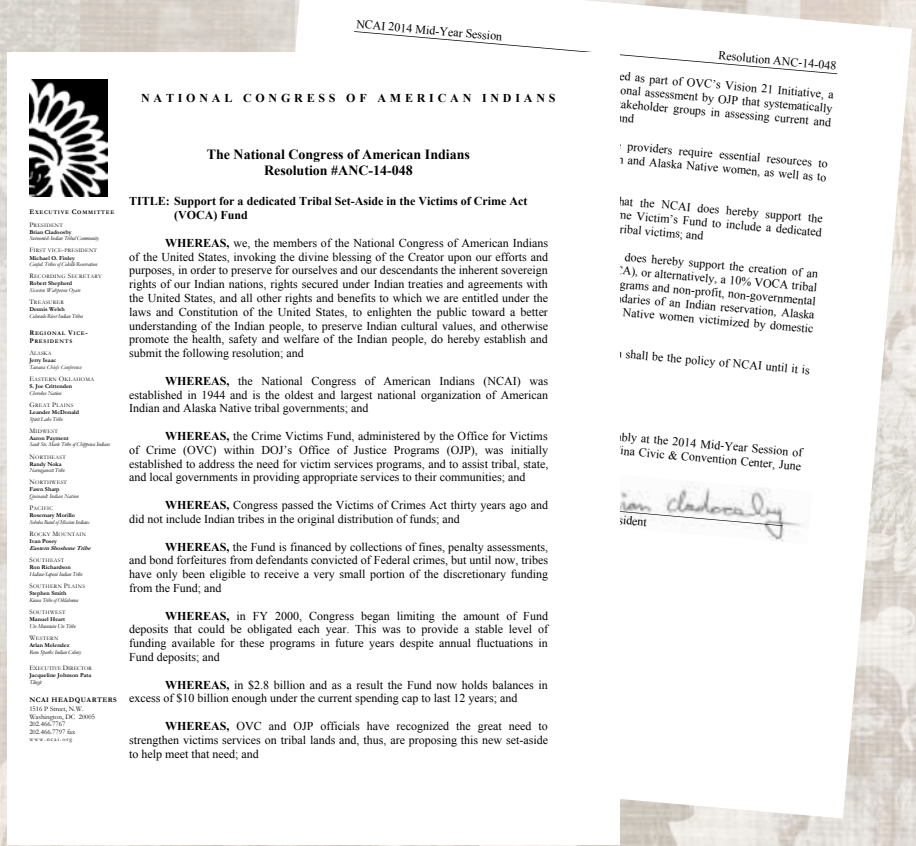 NCAI 2014 Mid-Year Session
Resolution ANC-14-048
NATIONAL CONGRESS OF AMERICAN INDIANS
The National Congress of American Indians
Resolution #ANC-14-048
TITLE: Support for a dedicated Tribal Set-Aside in the Victims of Crime Act
(VOCA) Fund
WHEREAS, we, the members of the National Congress of American Indians
of the United States, invoking the divine blessing of the Creator upon our efforts and
purposes, in order to preserve for ourselves and our descendants the inherent sovereign
rights of our Indian nations, rights secured under Indian treaties and agreements with
the United States, and all other rights and benefits to which we are entitled under the
laws and Constitution of the United States, to enlighten the public toward a better
understanding of the Indian people, to preserve Indian cultural values, and otherwise
promote the health, safety and welfare of the Indian people, do hereby establish and
submit the following resolution; and
WHEREAS, the National Congress of American Indians (NCAI) was
established in 1944 and is the oldest and largest national organization of American
Indian and Alaska Native tribal governments; and
WHEREAS, the Crime Victims Fund, administered by the Office for Victims
of Crime (OVC) within DOJ's Office of Justice Programs (OJP), was initially
established to address the need for victim services programs, and to assist tribal, state,
and local governments in providing appropriate services to their communities; and
WHEREAS, Congress passed the Victims of Crimes Act thirty years ago and
did not include Indian tribes in the original distribution of funds; and
WHEREAS, the Fund is financed by collections of fines, penalty assessments,
and bond forfeitures from defendants convicted of Federal crimes, but until now, tribes
have only been eligible to receive a very small portion of the discretionary funding
from the Fund; and
WHEREAS, in FY 2000, Congress began limiting the amount of Fund
deposits that could be obligated each year. This was to provide a stable level of
funding available for these programs in future years despite annual fluctuations in
Fund deposits; and
WHEREAS, in $2.8 billion and as a result the Fund now holds balances in
excess of $10 billion enough under the current spending cap to last 12 years; and
WHEREAS, OVC and OJP officials have recognized the great need to
strengthen victims services on tribal lands and, thus, are proposing this new set-aside
to help meet that need; and
EXECUTIVE COMMITTEE
PRESIDENT
Brian Cladoosby
Swinomish Indian Tribal Community
FIRST VICE-PRESIDENT
Michael O. Finley
Confed. Tribes of Colville Reservation
RECORDING SECRETARY
Robert Shepherd
Sisseton Wahpeton Oyate
TREASURER
Dennis Welsh
Colorado River Indian Tribes
REGIONAL VICE-
PRESIDENTS
ALASKA
Jerry Isaac
Tanana Chiefs Conference
EASTERN OKLAHOMA
S. Joe Crittenden
Cherokee Nation
GREAT PLAINS
Leander McDonald
Spirit Lake Tribe
MIDWEST
Aaron Payment
Sault Ste. Marie Tribe of Chippewa Indians
NORTHEAST
Randy Noka
Narragansett Tribe
NORTHWEST
Fawn Sharp
Quinault Indian Nation
PACIFIC
Rosemary Morillo
Soboba Band of Mission Indians
ROCKY MOUNTAIN
Ivan Posey
Eastern Shoshone Tribe
SOUTHEAST
Ron Richardson
Haliwa-Saponi Indian Tribe
SOUTHERN PLAINS
Stephen Smith
Kiowa Tribe of Oklahoma
SOUTHWEST
Manuel Heart
Ute Mountain Ute Tribe
WESTERN
Arlan Melendez
Reno Sparks Indian Colony
EXECUTIVE DIRECTOR
Jacqueline Johnson Pata
Tlingit
NCAI HEADQUARTERS
1516 P Street, N.W.
Washington, DC 20005
202.466.7767
202.466.7797 fax
www.ncai.org
ed as part of OVC's Vision 21 Initiative, a
onal assessment by OJP that systematically
akeholder groups in assessing current and
and
providers require essential resources to
n and Alaska Native women, as well as to
hat the NCAI does hereby support the
me Victim's Fund to include a dedicated
ribal victims; and
does hereby support the creation of an
CA), or alternatively, a 10% VOCA tribal
grams and non-profit, non-governmental
daries of an Indian reservation, Alaska
Native women victimized by domestic
shall be the policy of NCAI until it is
bly at the 2014 Mid-Year Session of
ina Civic & Convention Center, June
ian cladoosby
sident